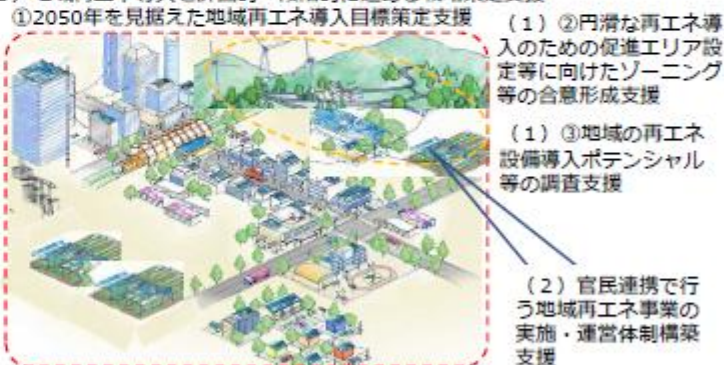 ①2050年を見据えた地域再エネ導入目標策定支援
(1)②円滑な再エネ導
入のための促進エリア設
定等に向けたゾーニング
等の合意形成支援
(1)③地域の再エネ
設備導入ポテンシャル
等の調査支援
(2)官民連携で行
う地域再エネ事業の
実施・運営体制構築
支援